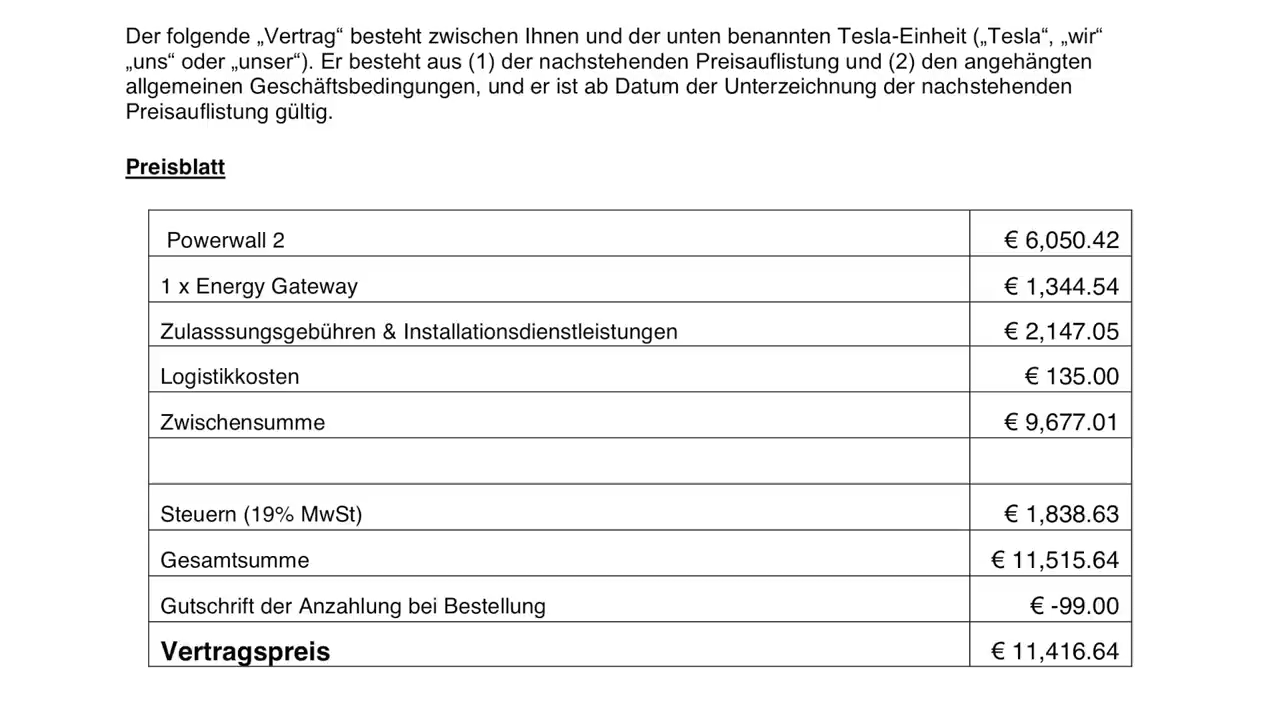 Der folgende „Vertrag“ besteht zwischen Ihnen und der unten benannten Tesla-Einheit („Tesla“, „wir“
„uns“ oder „unser“). Er besteht aus (1) der nachstehenden Preisauflistung und (2) den angehängten
allgemeinen Geschäftsbedingungen, und er ist ab Datum der Unterzeichnung der nachstehenden
Preisauflistung gültig.
Preisblatt
Powerwall 2 € 6,050.42
1 x Energy Gateway € 1,344.54
Zulasssungsgebühren & Installationsdienstleistungen € 2,147.05
Logistikkosten € 135.00
Zwischensumme € 9,677.01
Steuern (19% MwSt) € 1,838.63
Gesamtsumme € 11,515.64
Gutschrift der Anzahlung bei Bestellung € -99.00
Vertragspreis € 11,416.64